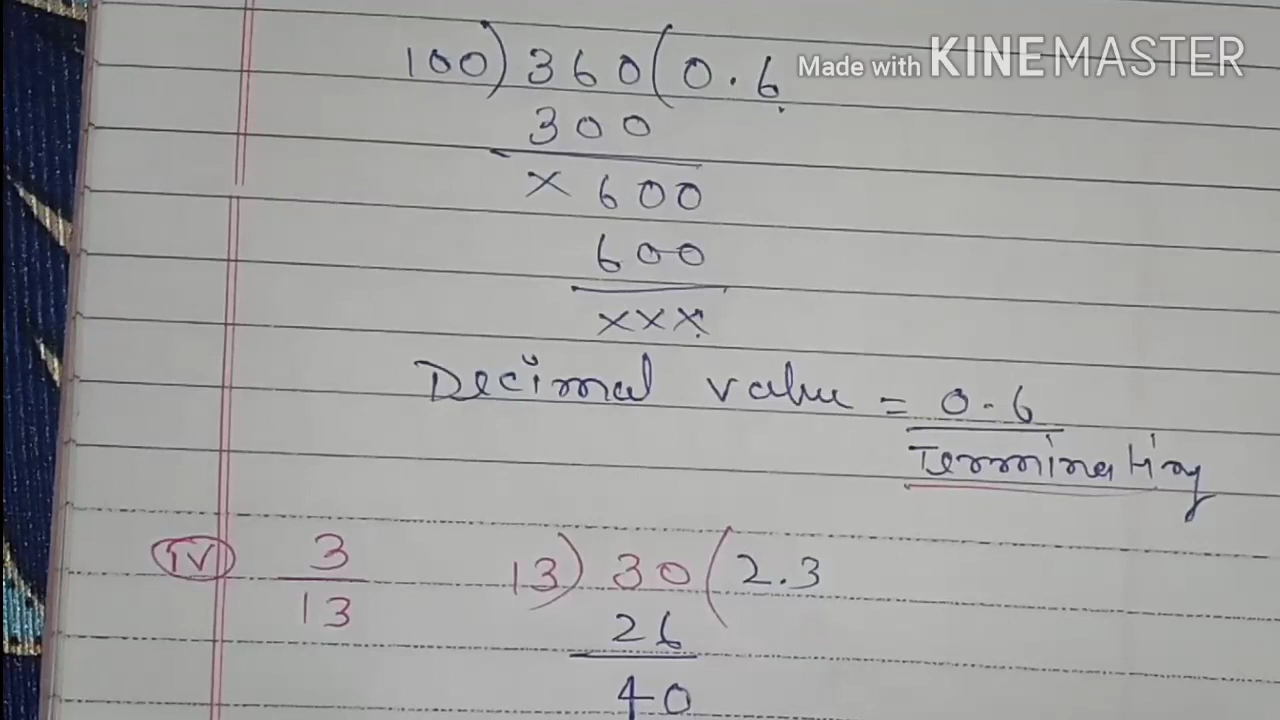 100)360(0.6
Made with KINEMASTER
300
×600
600
×××
Decimal value = 0.6
Terminating
IV 3/13 13)30(2.3
26
40